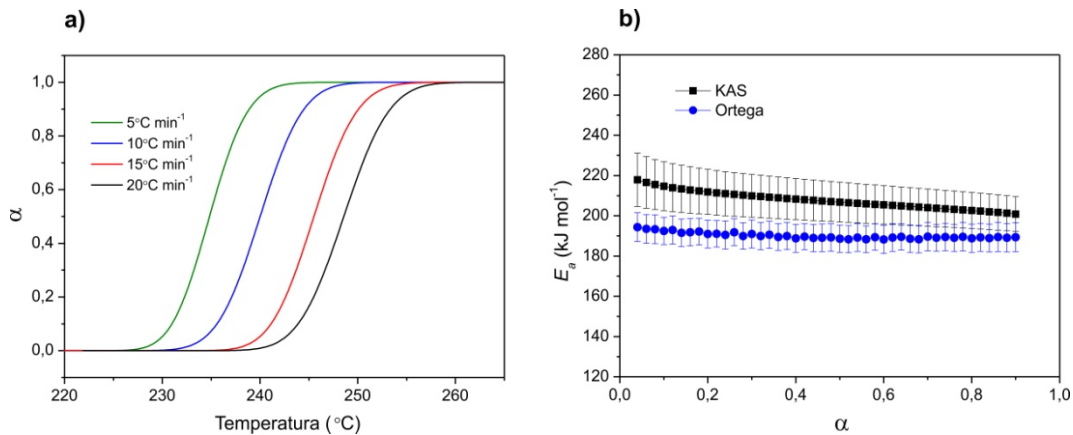 a)
1,0
0,8
0,6
0,4
0,2
0,0
α
5°C min⁻¹
10°C min⁻¹
15°C min⁻¹
20°C min⁻¹
220 230 240 250 260
Temperatura (°C)
b)
280
260
240
220
200
180
160
140
120
Eₐ (kJ mol⁻¹)
KAS
Ortega
0,0 0,2 0,4 0,6 0,8 1,0
α